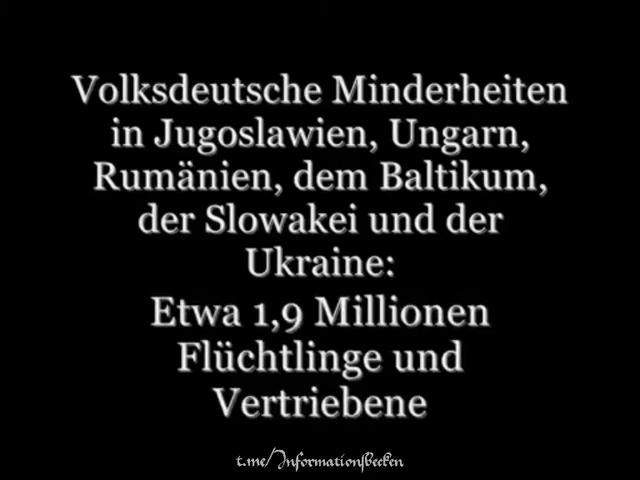 Volksdeutsche Minderheiten
in Jugoslawien, Ungarn,
Rumänien, dem Baltikum,
der Slowakei und der
Ukraine:
Etwa 1,9 Millionen
Flüchtlinge und
Vertriebene
t.me/Informationsbecken